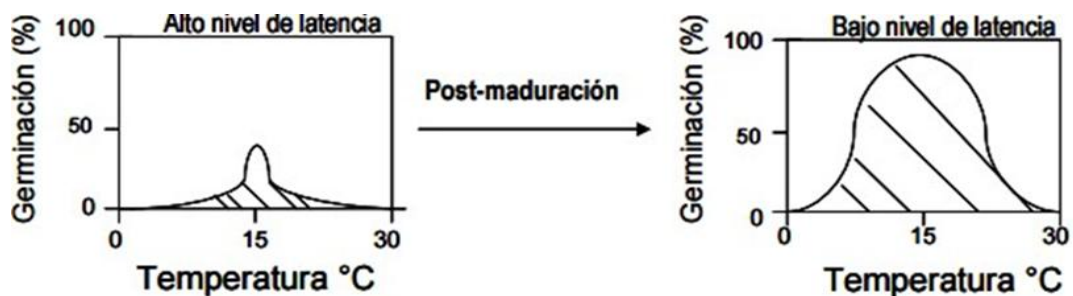 Alto nivel de latencia
Germinación (%)
100
50
0
0
15
30
Temperatura °C
Post-maduración
Bajo nivel de latencia
Germinación (%)
100
50
0
0
15
30
Temperatura °C